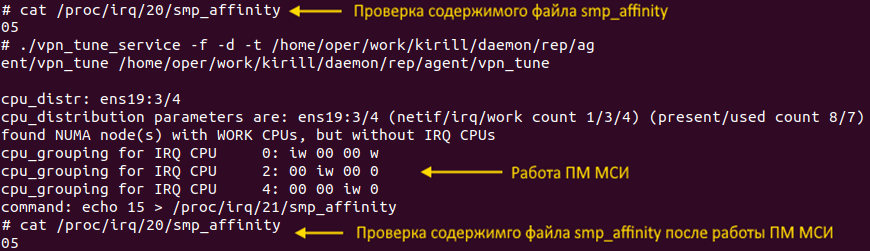 # cat /proc/irq/20/smp_affinity Проверка содержимого файла smp_affinity
05
# ./vpn_tune_service -f -d -t /home/oper/work/kirill/daemon/rep/ag
ent/vpn_tune /home/oper/work/kirill/daemon/rep/agent/vpn_tune
cpu_distr: ens19:3/4
cpu_distribution parameters are: ens19:3/4 (netif/irq/work count 1/3/4) (present/used count 8/7)
found NUMA node(s) with WORK CPUs, but without IRQ CPUs
cpu_grouping for IRQ CPU 0: iw 00 00 w
cpu_grouping for IRQ CPU 2: 00 iw 00 0 Работа ПМ МСИ
cpu_grouping for IRQ CPU 4: 00 00 iw 0
command: echo 15 > /proc/irq/21/smp_affinity
# cat /proc/irq/20/smp_affinity Проверка содержимго файла smp_affinity после работы ПМ МСИ
05